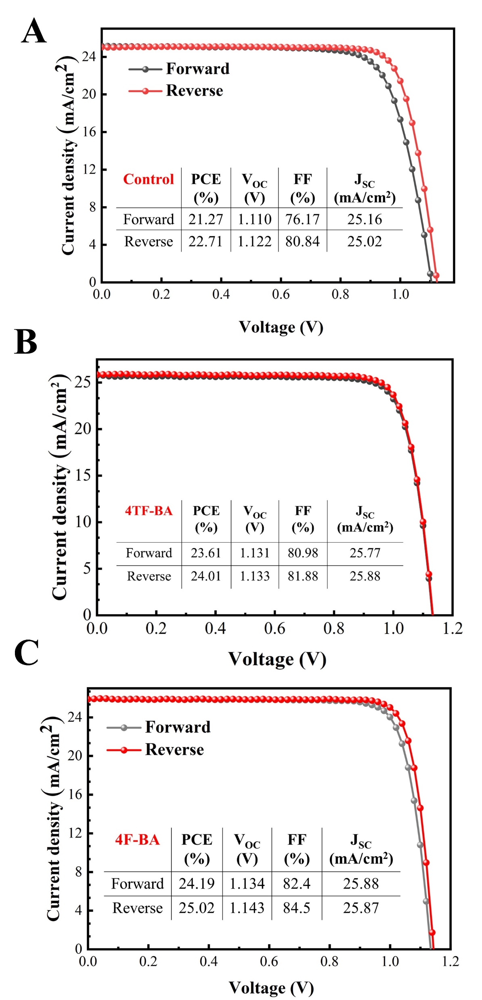 A
Current density (mA/cm²)
24
20
16
12
8
4
0
Forward
Reverse
Control PCE (%) VOC (V) FF (%) JSC (mA/cm²)
Forward 21.27 1.110 76.17 25.16
Reverse 22.71 1.122 80.84 25.02
0.0 0.2 0.4 0.6 0.8 1.0
Voltage (V)
B
Current density (mA/cm²)
25
20
15
10
5
0
4TF-BA PCE (%) VOC (V) FF (%) JSC (mA/cm²)
Forward 23.61 1.131 80.98 25.77
Reverse 24.01 1.133 81.88 25.88
0.0 0.2 0.4 0.6 0.8 1.0 1.2
Voltage (V)
C
Current density (mA/cm²)
24
20
16
12
8
4
0
Forward
Reverse
4F-BA PCE (%) VOC (V) FF (%) JSC (mA/cm²)
Forward 24.19 1.134 82.4 25.88
Reverse 25.02 1.143 84.5 25.87
0.0 0.2 0.4 0.6 0.8 1.0 1.2
Voltage (V)